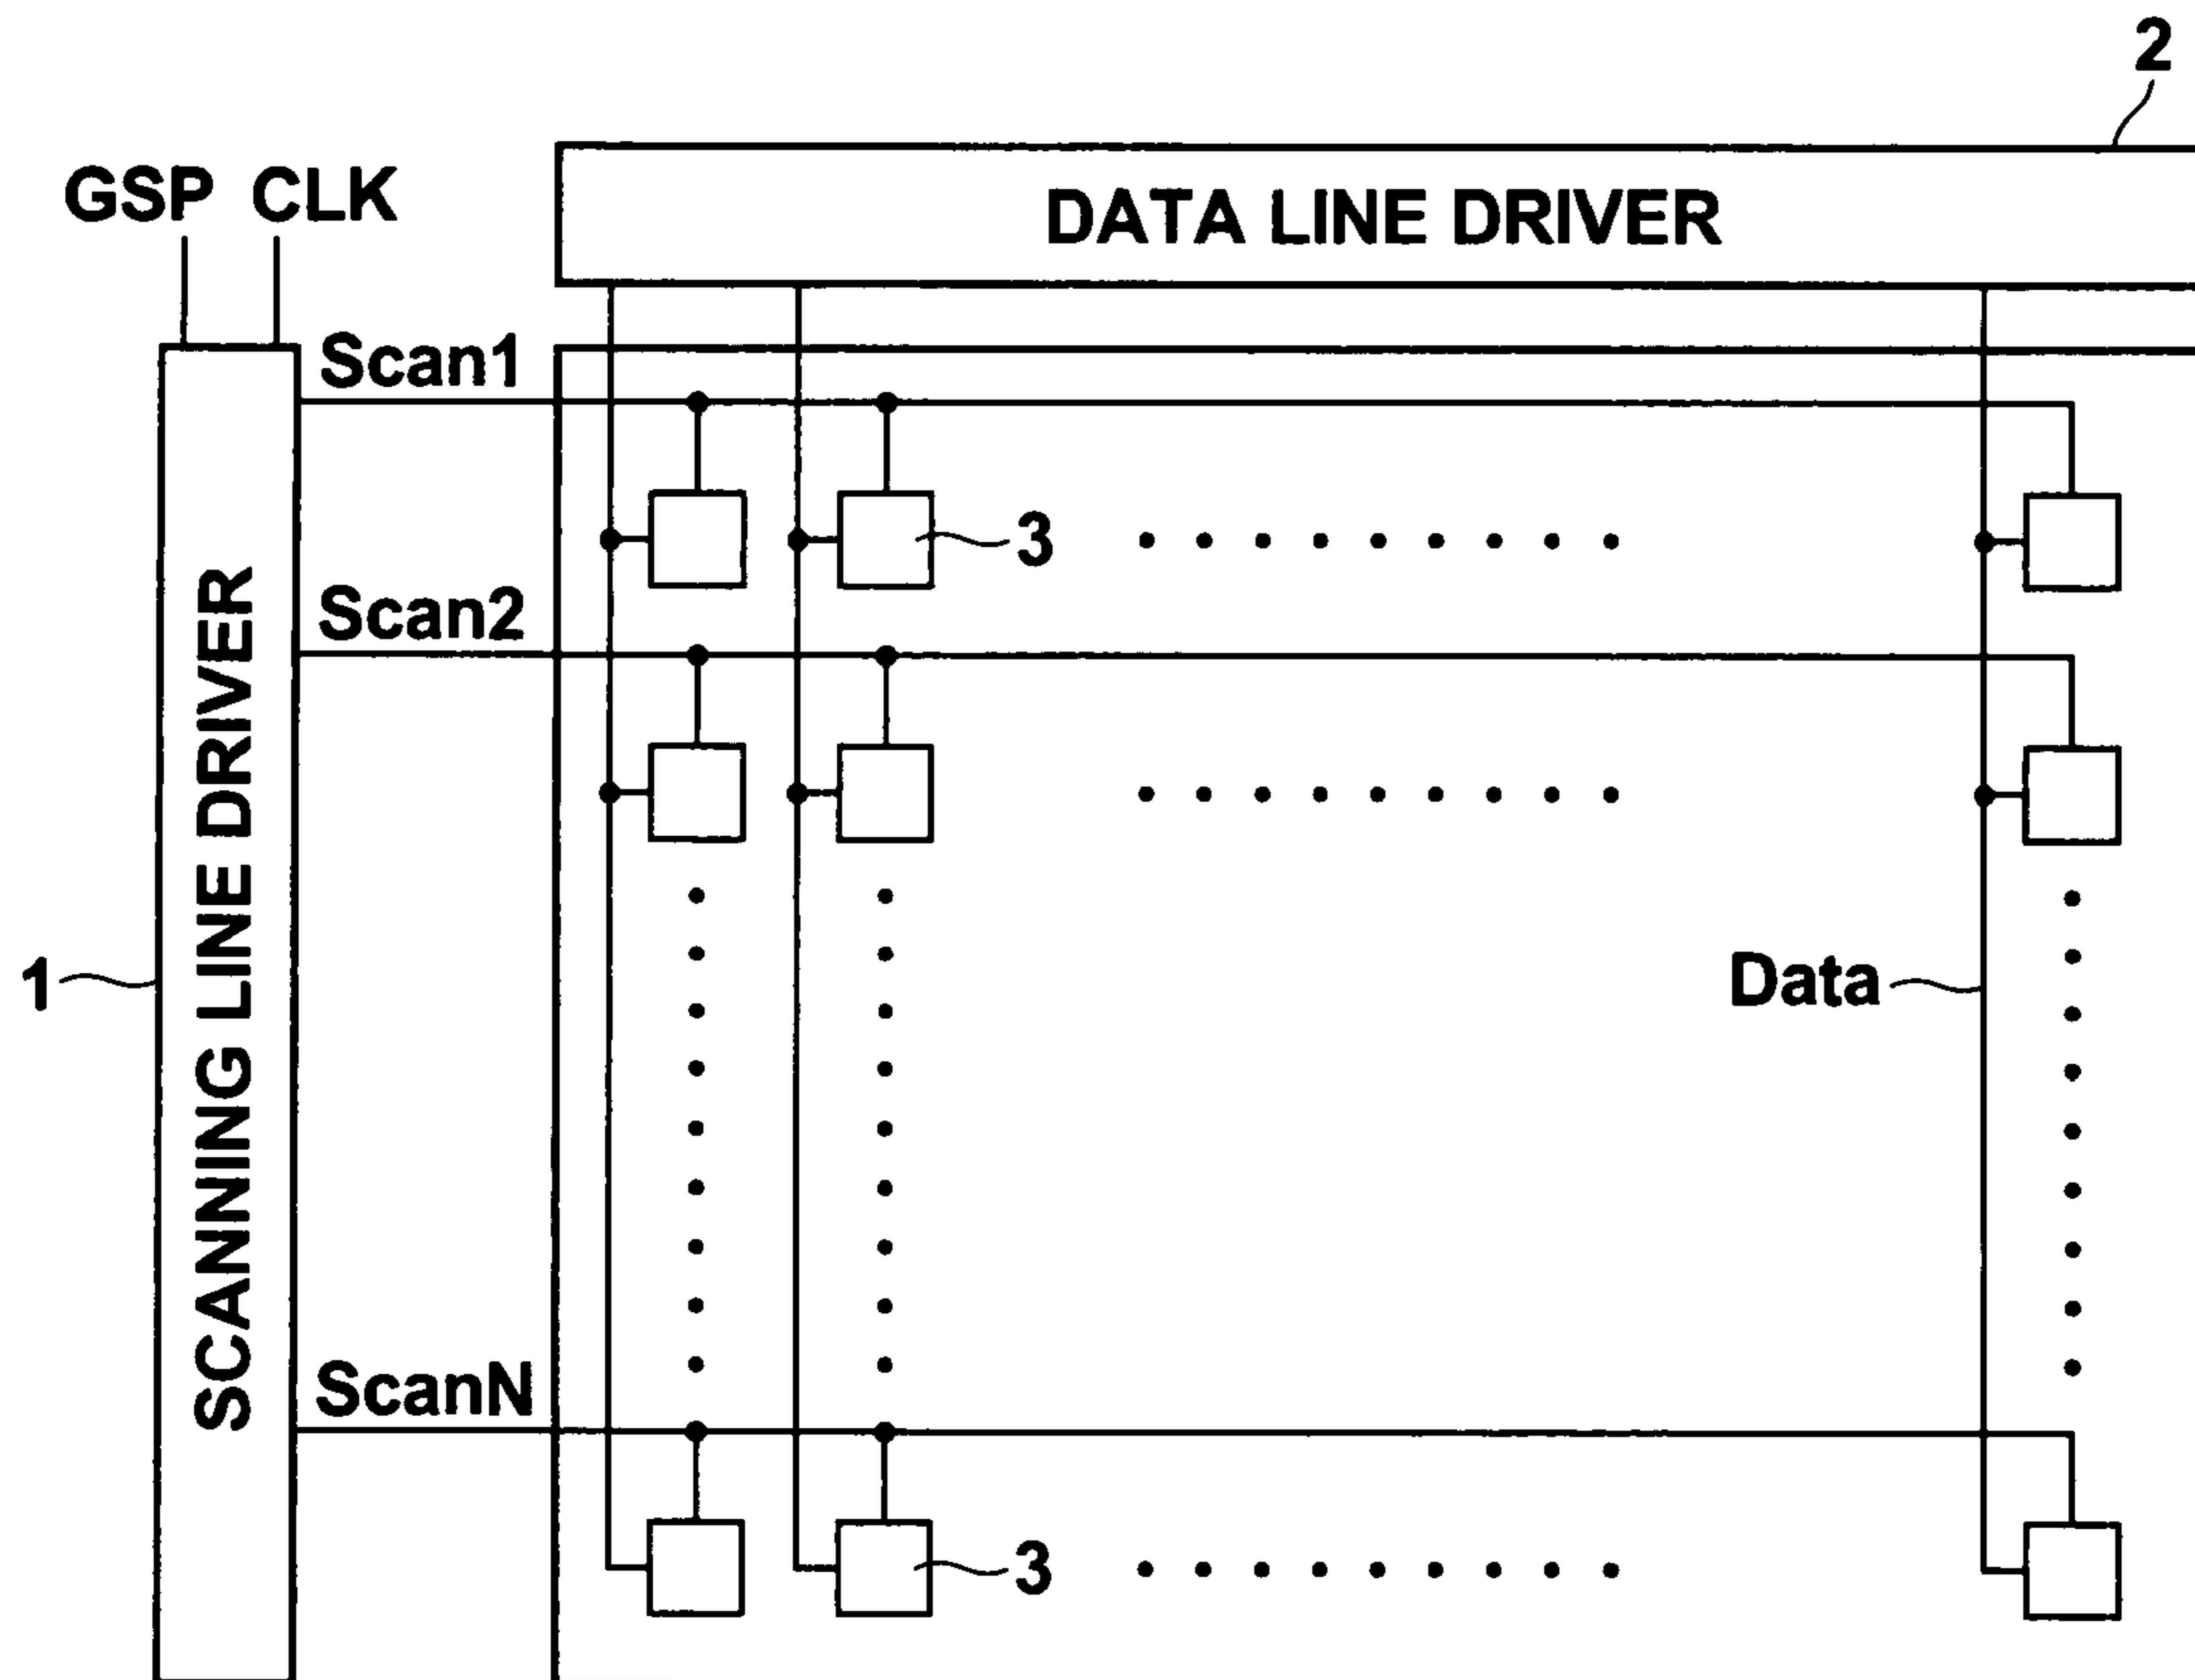 2
GSP CLK
DATA LINE DRIVER
Scan1
3
Scan2
SCANNING LINE DRIVER
1
Data
ScanN
3